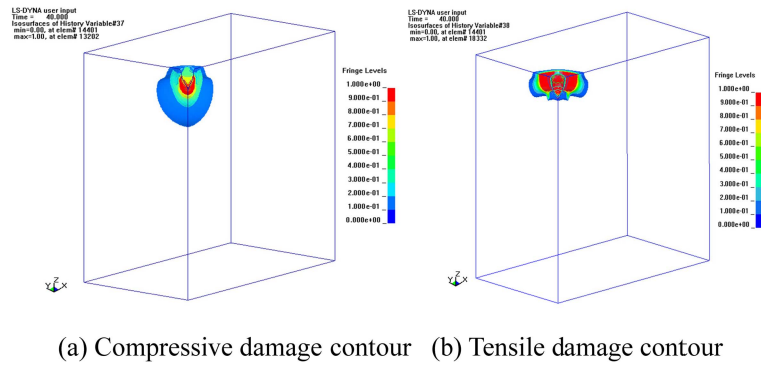 LS-DYNA user input
Time = 40.000
Isosurfaces of History Variable#37
min=0.00, at elem# 14401
max=1.00, at elem# 13202
Fringe Levels
1.000e+00
9.000e-01
8.000e-01
7.000e-01
6.000e-01
5.000e-01
4.000e-01
3.000e-01
2.000e-01
1.000e-01
0.000e+00
Z
Y X
LS-DYNA user input
Time = 40.000
Isosurfaces of History Variable#38
min=0.00, at elem# 14401
max=1.00, at elem# 18332
Fringe Levels
1.000e+00
9.000e-01
8.000e-01
7.000e-01
6.000e-01
5.000e-01
4.000e-01
3.000e-01
2.000e-01
1.000e-01
0.000e+00
Z
Y X
(a) Compressive damage contour (b) Tensile damage contour